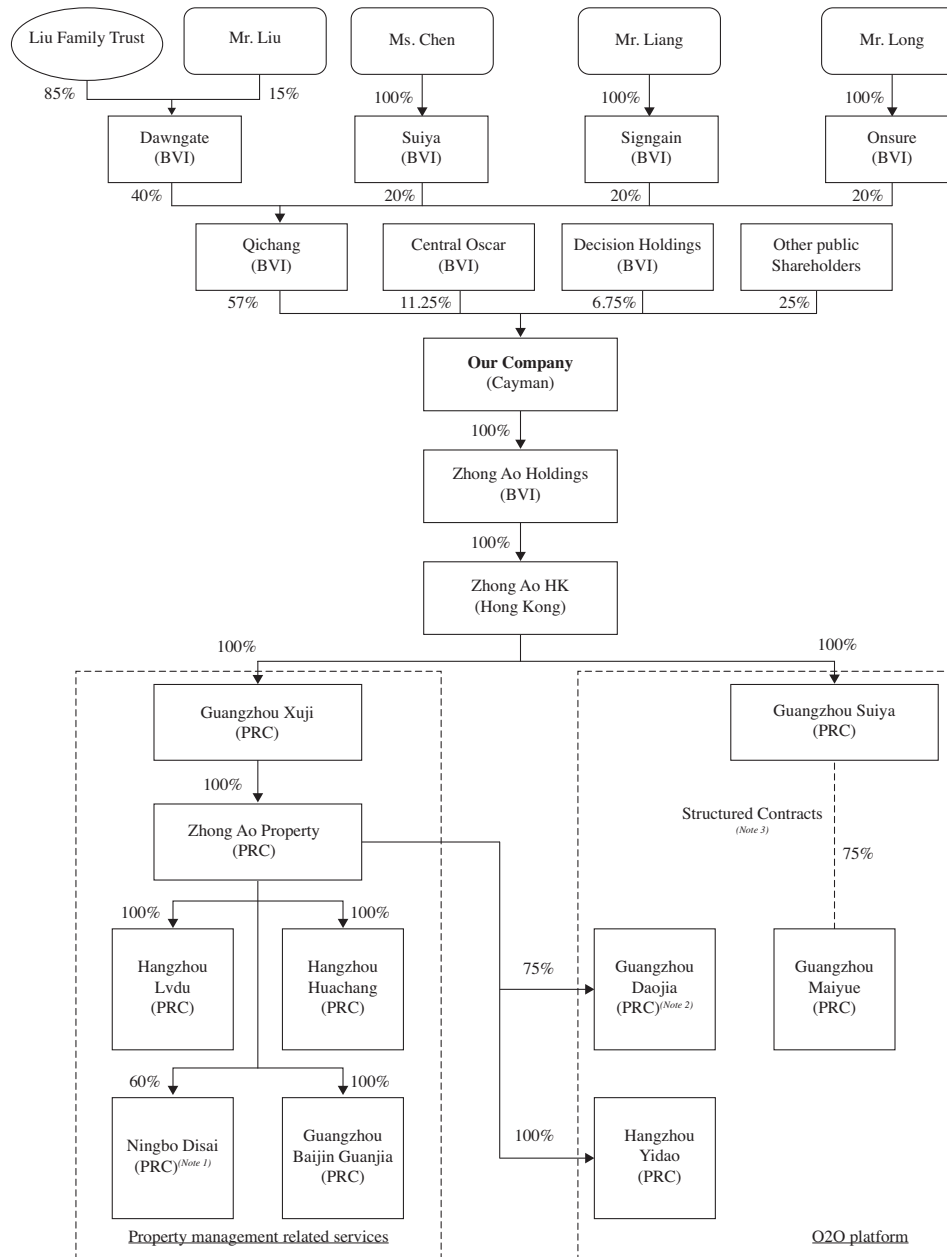 Liu Family Trust
Mr. Liu
Ms. Chen
Mr. Liang
Mr. Long
85%
15%
100%
100%
100%
Dawngate
(BVI)
Suiya
(BVI)
Signgain
(BVI)
Onsure
(BVI)
40%
20%
20%
20%
Qichang
(BVI)
Central Oscar
(BVI)
Decision Holdings
(BVI)
Other public
Shareholders
57%
11.25%
6.75%
25%
Our Company
(Cayman)
100%
Zhong Ao Holdings
(BVI)
100%
Zhong Ao HK
(Hong Kong)
100%
100%
Guangzhou Xuji
(PRC)
Guangzhou Suiya
(PRC)
100%
Zhong Ao Property
(PRC)
Structured Contracts
(Note 3)
75%
100%
100%
Hangzhou
Lvdu
(PRC)
Hangzhou
Huachang
(PRC)
75%
Guangzhou
Daojia
(PRC)(Note 2)
Guangzhou
Maiyue
(PRC)
60%
100%
Ningbo Disai
(PRC)(Note 1)
Guangzhou
Baijin Guanjia
(PRC)
100%
Hangzhou
Yidao
(PRC)
Property management related services
O2O platform